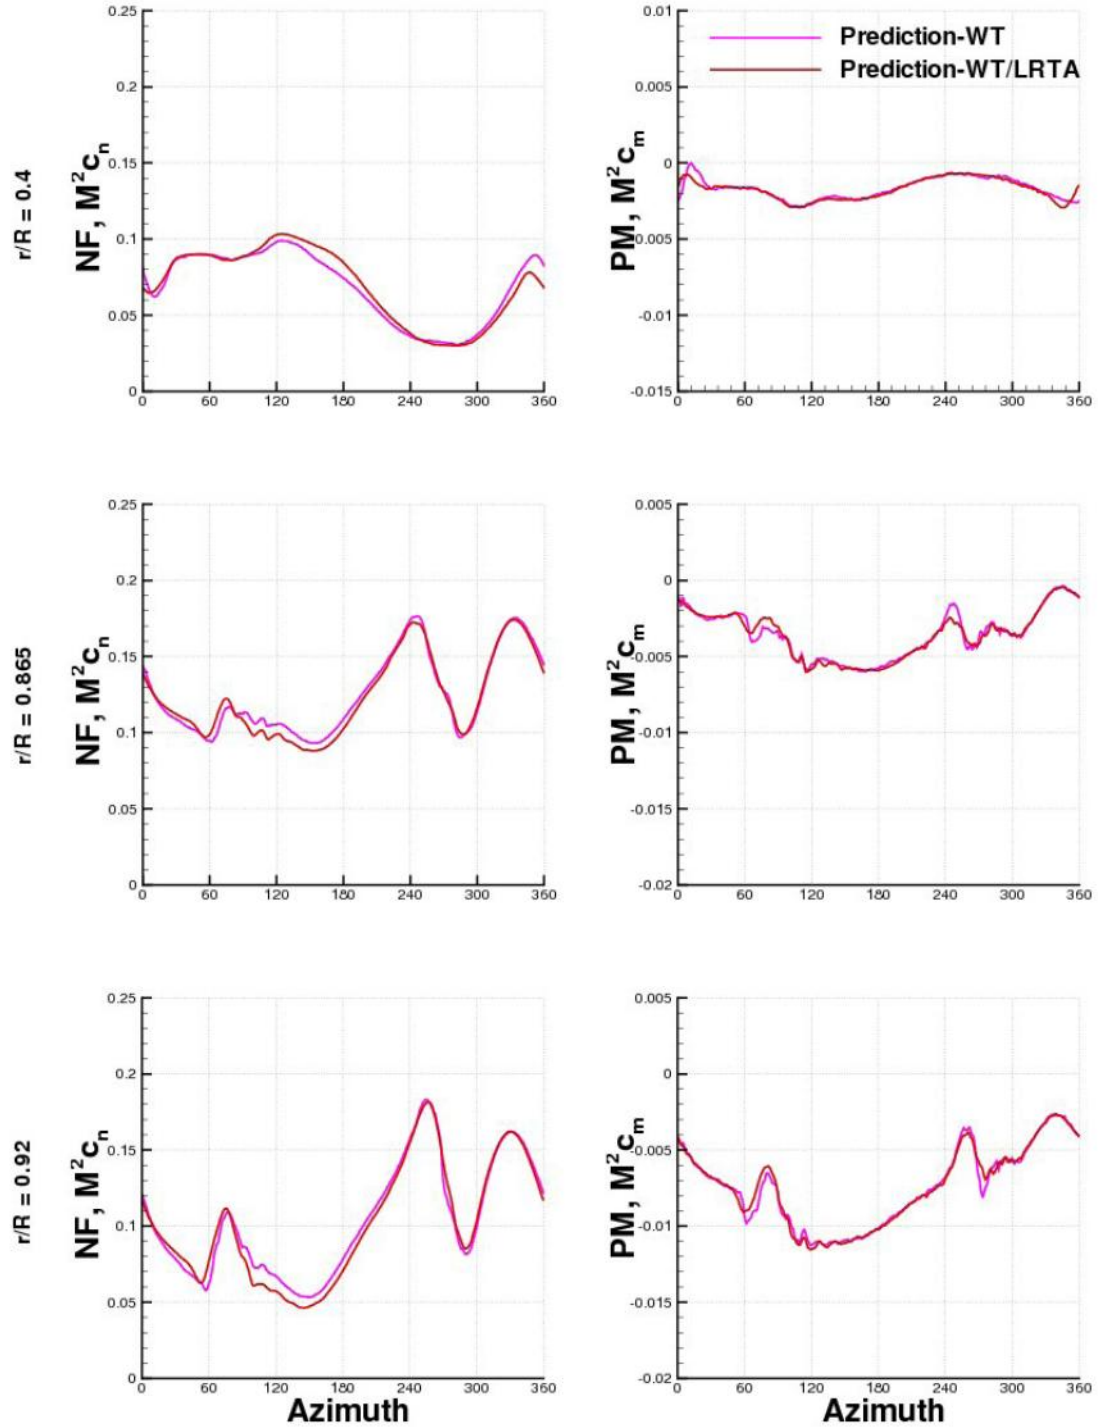 0.25
0.2
0.15
0.1
0.05
0
0 60 120 180 240 300 360
r/R = 0.4
NF, M²cₙ
0.01
0.005
0
-0.005
-0.01
-0.015
0 60 120 180 240 300 360
PM, M²cₘ
Prediction-WT
Prediction-WT/LRTA
0.25
0.2
0.15
0.1
0.05
0
0 60 120 180 240 300 360
r/R = 0.865
NF, M²cₙ
0.005
0
-0.005
-0.01
-0.015
-0.02
0 60 120 180 240 300 360
PM, M²cₘ
0.25
0.2
0.15
0.1
0.05
0
0 60 120 180 240 300 360
r/R = 0.92
NF, M²cₙ
Azimuth
0.005
0
-0.005
-0.01
-0.015
-0.02
0 60 120 180 240 300 360
PM, M²cₘ
Azimuth